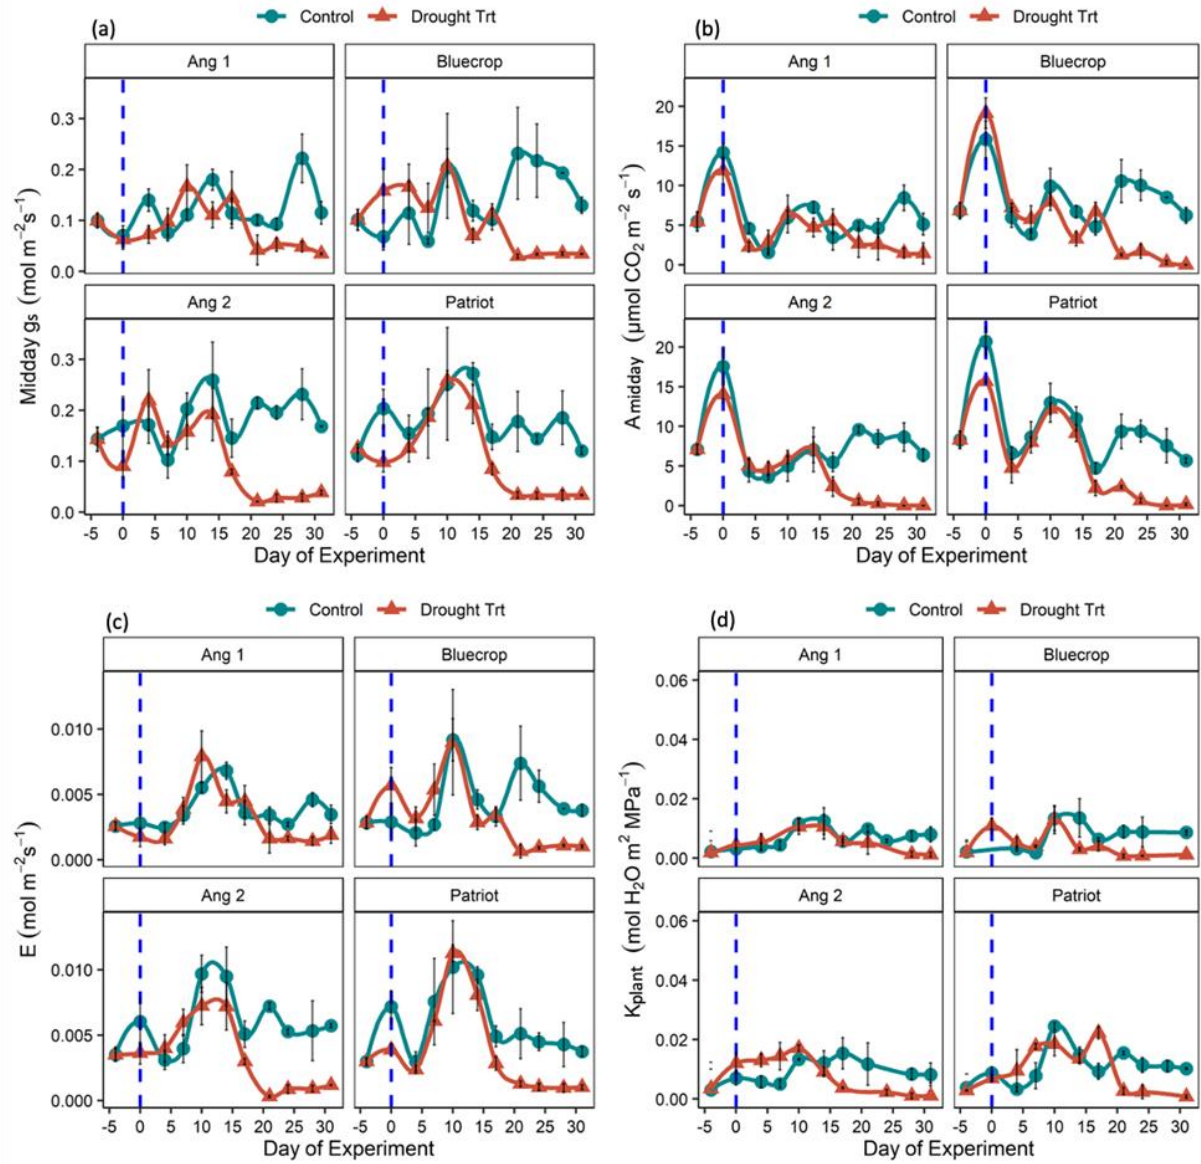 (a) Control Drought Trt
Ang 1 Bluecrop
0.3
0.2
0.1
0.0
Ang 2 Patriot
0.3
0.2
0.1
0.0
-5 0 5 10 15 20 25 30 -5 0 5 10 15 20 25 30
Day of Experiment
Midday gs (mol m⁻²s⁻¹)
(b) Control Drought Trt
Ang 1 Bluecrop
20
15
10
5
0
Ang 2 Patriot
20
15
10
5
0
-5 0 5 10 15 20 25 30 -5 0 5 10 15 20 25 30
Day of Experiment
A midday (µmol CO₂ m⁻² s⁻¹)
(c) Control Drought Trt
Ang 1 Bluecrop
0.010
0.005
0.000
Ang 2 Patriot
0.010
0.005
0.000
-5 0 5 10 15 20 25 30 -5 0 5 10 15 20 25 30
Day of Experiment
E (mol m⁻²s⁻¹)
(d) Control Drought Trt
Ang 1 Bluecrop
0.06
0.04
0.02
0.00
Ang 2 Patriot
0.06
0.04
0.02
0.00
-5 0 5 10 15 20 25 30 -5 0 5 10 15 20 25 30
Day of Experiment
Kplant (mol H₂O m² MPa⁻¹)